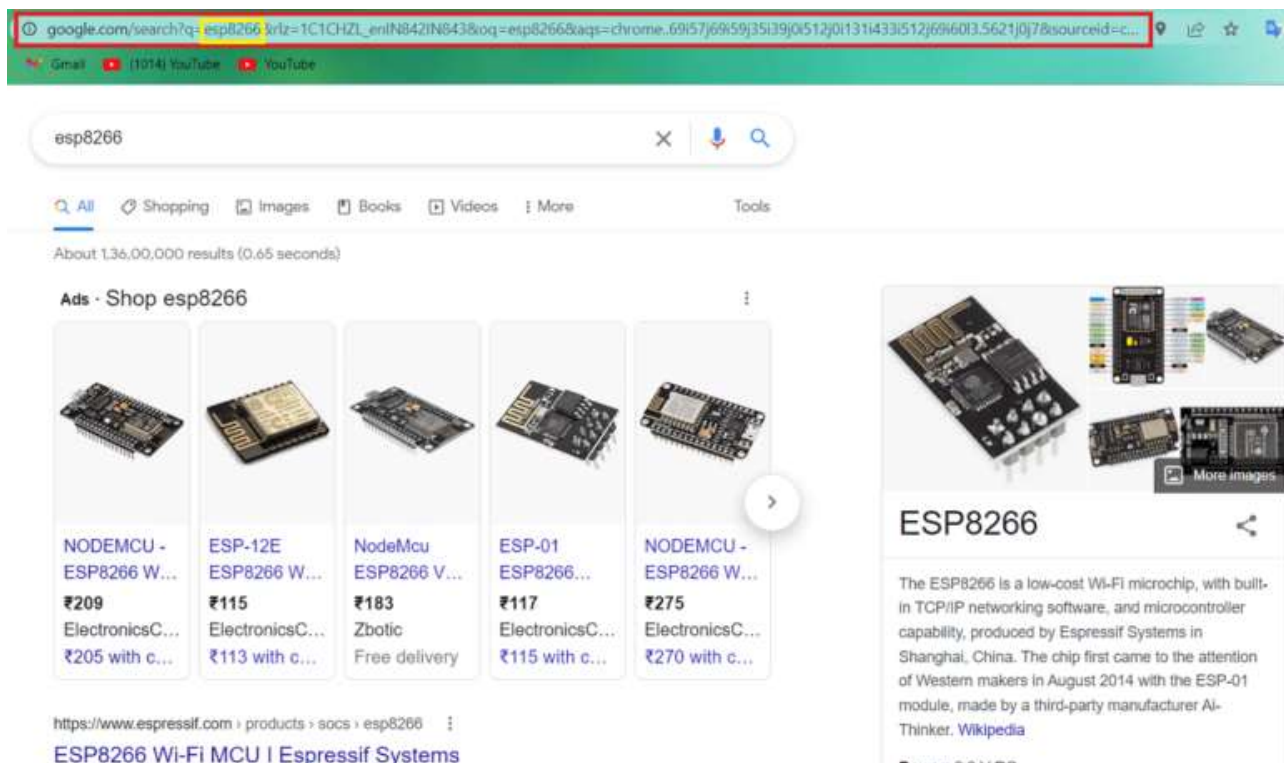 google.com/search?q=esp8266&rlz=1C1CHZL_enIN842IN843&oq=esp8266&aqs=chrome..69i57j69i59j35i39j0i512j0i131i433i512j69i60l3.5621j0j7&sourceid=c...
Gmail (1014) YouTube YouTube
esp8266
All Shopping Images Books Videos More Tools
About 1,36,00,000 results (0.65 seconds)
Ads · Shop esp8266
NODEMCU - ESP8266 W...
₹209
ElectronicsC...
₹205 with c...
ESP-12E ESP8266 W...
₹115
ElectronicsC...
₹113 with c...
NodeMcu ESP8266 V...
₹183
Zbotic
Free delivery
ESP-01 ESP8266...
₹117
ElectronicsC...
₹115 with c...
NODEMCU - ESP8266 W...
₹275
ElectronicsC...
₹270 with c...
https://www.espressif.com › products › socs › esp8266
ESP8266 Wi-Fi MCU I Espressif Systems
More images
ESP8266
The ESP8266 is a low-cost Wi-Fi microchip, with built-
in TCP/IP networking software, and microcontroller
capability, produced by Espressif Systems in
Shanghai, China. The chip first came to the attention
of Western makers in August 2014 with the ESP-01
module, made by a third-party manufacturer Ai-
Thinker. Wikipedia